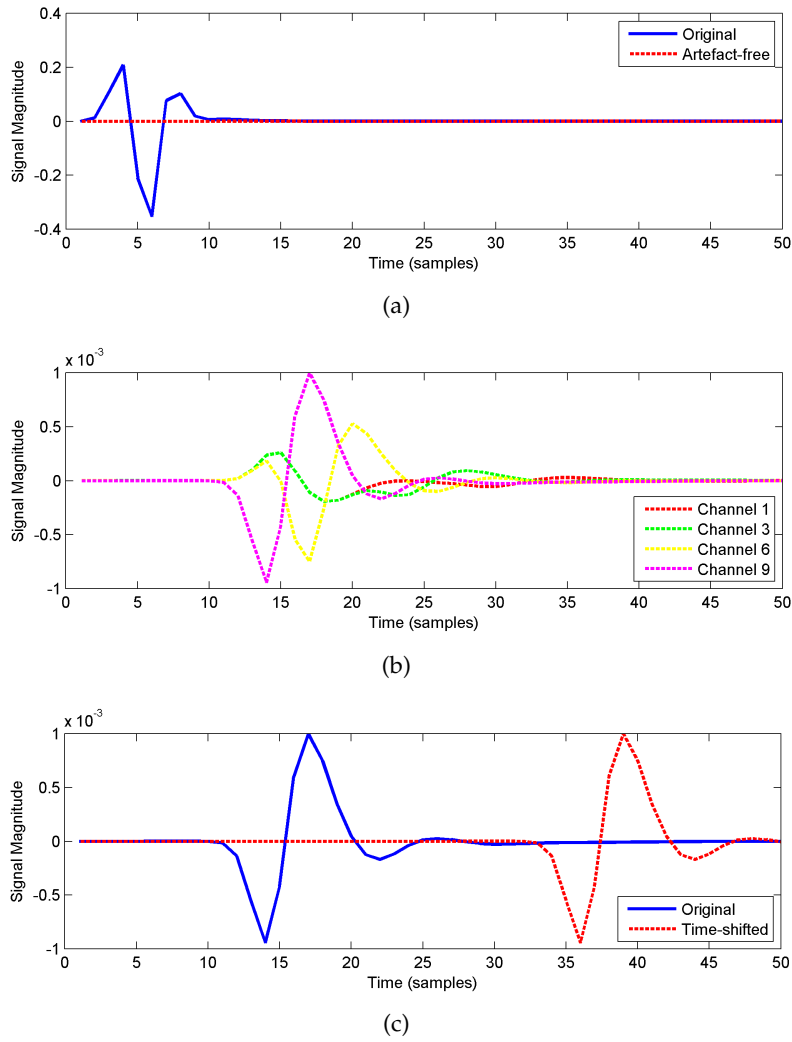 0.4
0.2
0
-0.2
-0.4
Signal Magnitude
Original
Artefact-free
0 5 10 15 20 25 30 35 40 45 50
Time (samples)
(a)
x 10-3
1
0.5
0
-0.5
-1
Signal Magnitude
Channel 1
Channel 3
Channel 6
Channel 9
0 5 10 15 20 25 30 35 40 45 50
Time (samples)
(b)
x 10-3
1
0.5
0
-0.5
-1
Signal Magnitude
Original
Time-shifted
0 5 10 15 20 25 30 35 40 45 50
Time (samples)
(c)